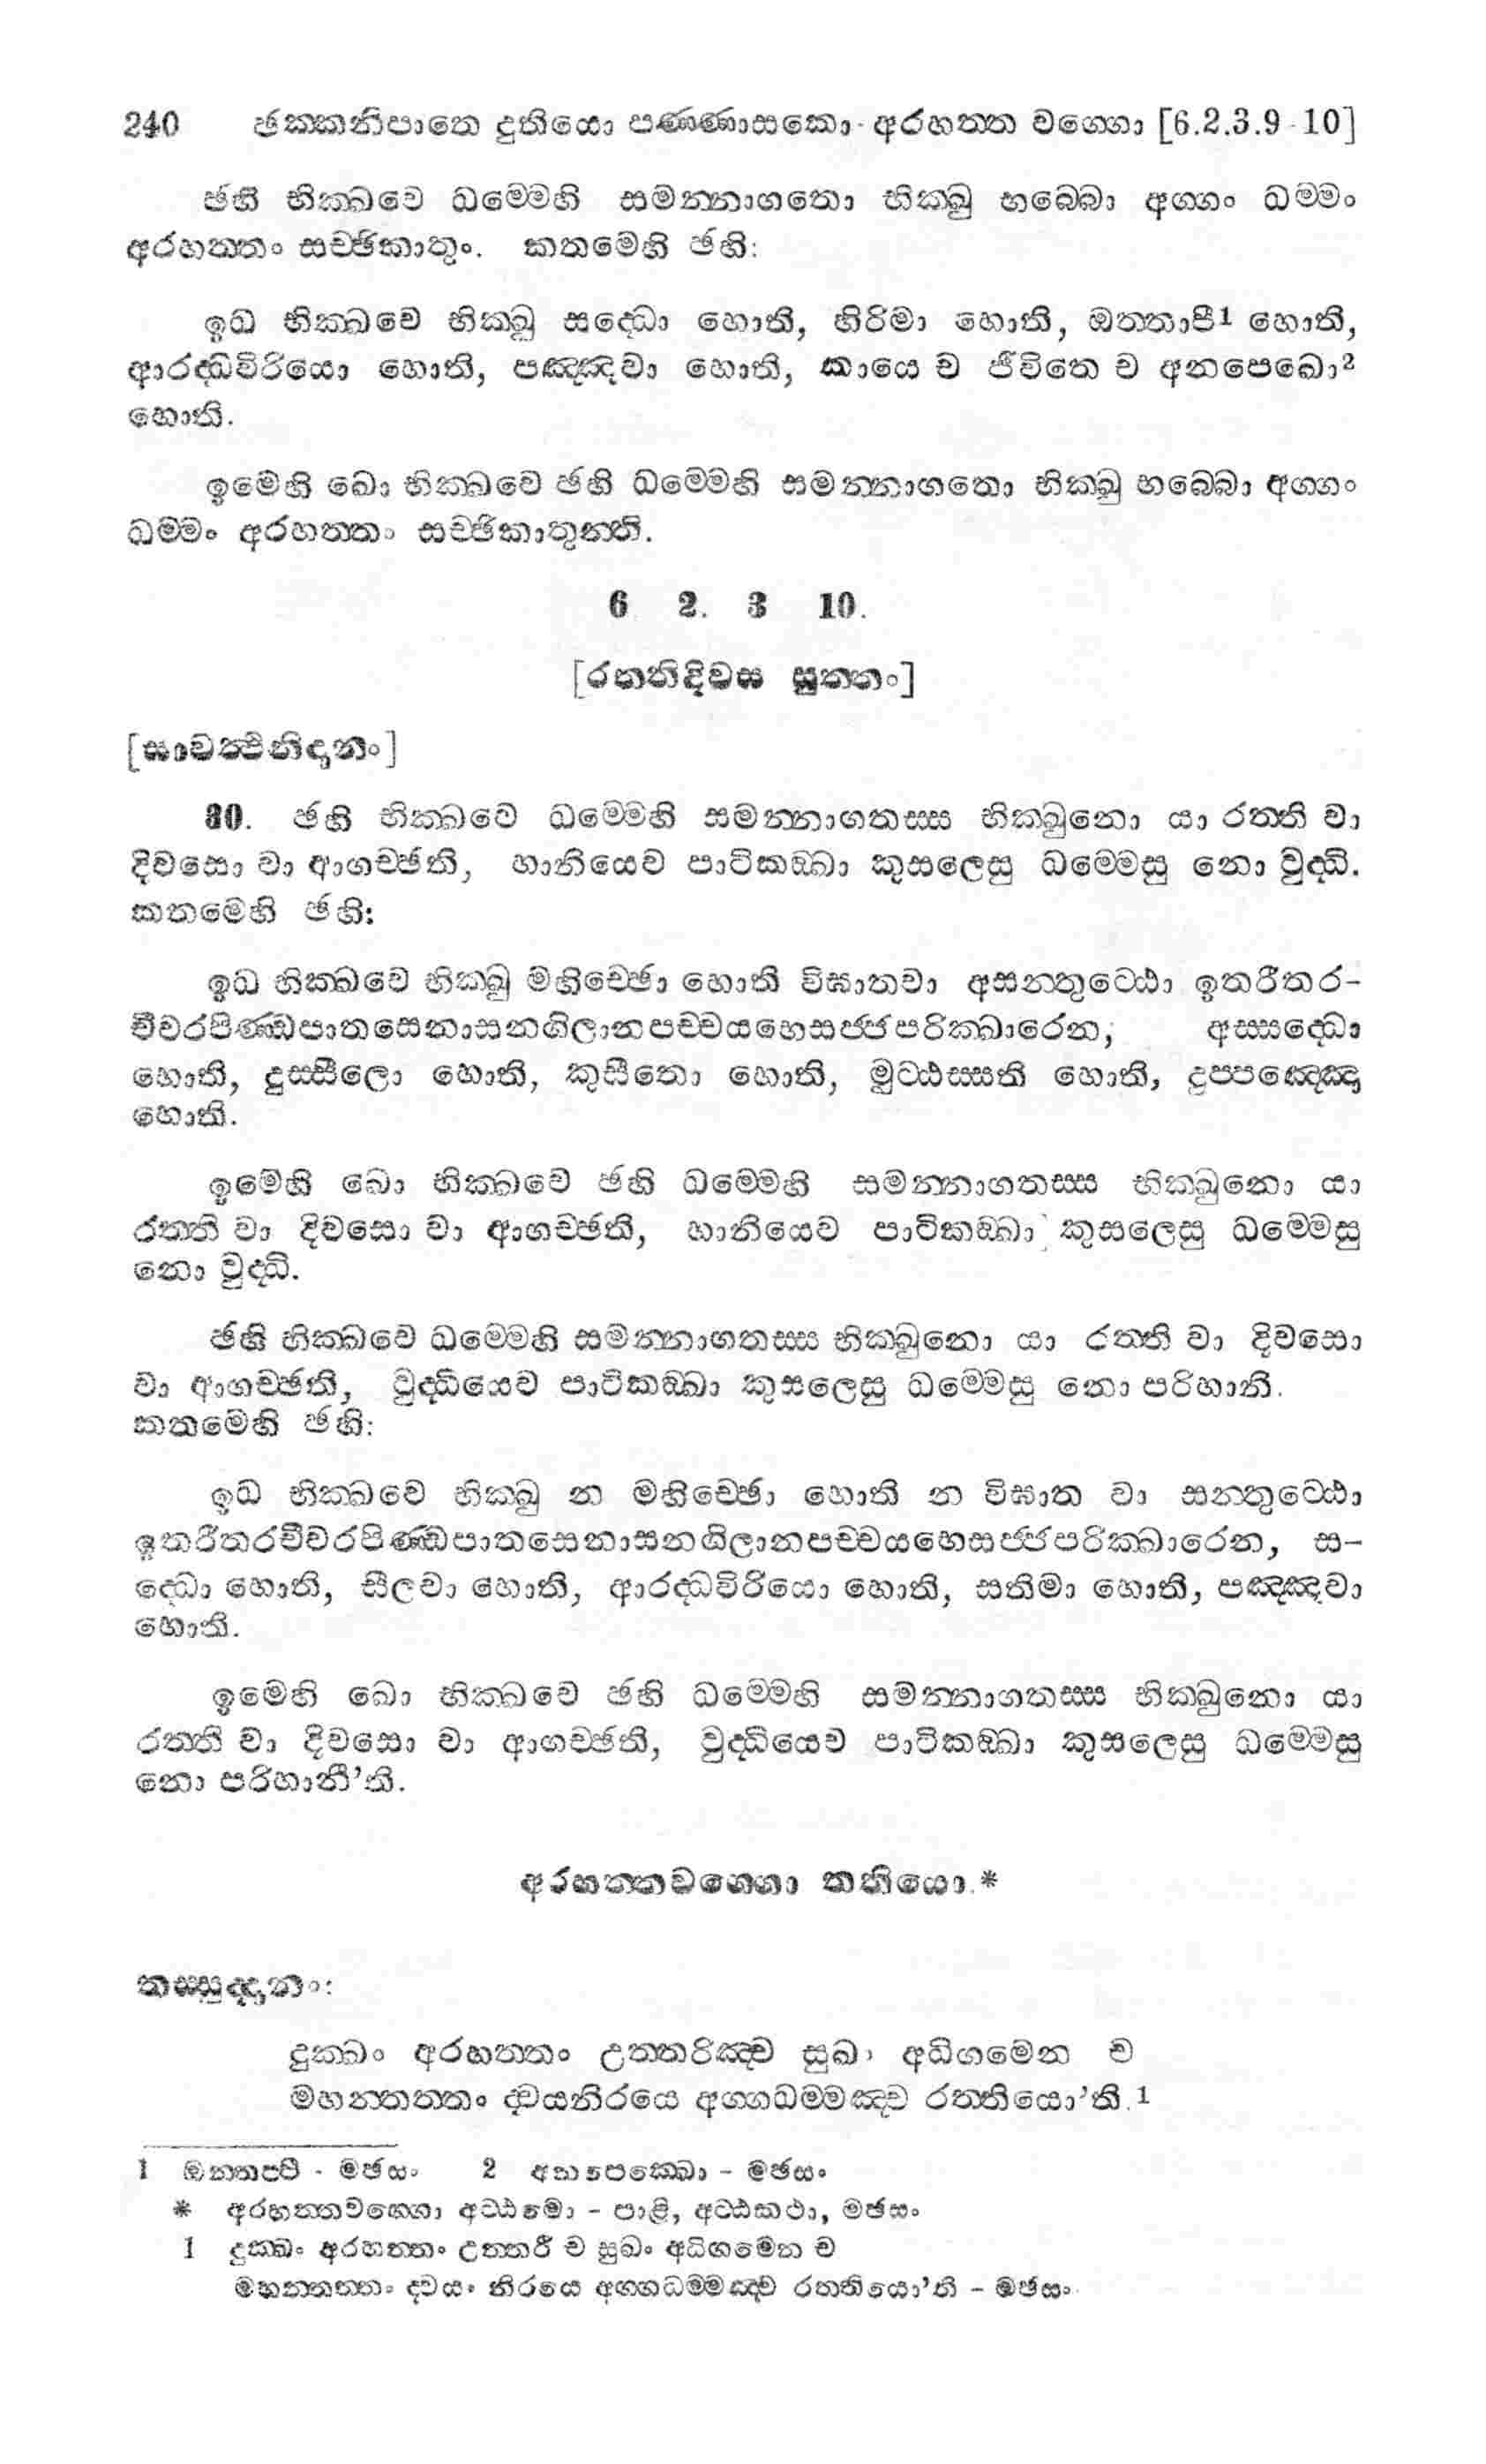 240 ඡක්කනිපාතෙ දුතියො පණ්ණාසකො - අරහත්ත වග්ගො [6.2.3.9 - 10]
ඡහි භික්ඛවෙ ධම්මෙහි සමන්නාගතො භික්ඛු භබ්බො අග්ගං ධම්මං
අරහත්තං සච්ඡිකාතුං. කතමෙහි ඡහි:
ඉධ භික්ඛවෙ භික්ඛු සද්ධො හොති, හිරිමා හොති, ඔත්තාපී1 හොති,
ආරද්ධවිරියො හොති, පඤ්ඤවා හොති, කායෙ ච ජීවිතෙ ච අනපෙඛො2
හොති.
ඉමෙහි ඛො භික්ඛවෙ ඡහි ධම්මෙහි සමන්නාගතො භික්ඛු භබ්බො අග්ගං
ධම්මං අරහත්තං සච්ඡිකාතුන්ති.
6 2. 3 10.
[රත්තිදිවස සුත්තං]
[සාවත්ථිනිදානං]
80. ඡහි භික්ඛවෙ ධම්මෙහි සමන්නාගතස්ස භික්ඛුනො යා රත්ති වා
දිවසො වා ආගච්ඡති, හානියෙව පාටිකඞ්ඛා කුසලෙසු ධම්මෙසු නො වුද්ධි.
කතමෙහි ඡහි:
ඉධ භික්ඛවෙ භික්ඛු මහිච්ඡො හොති විඝාතවා අසන්තුට්ඨො ඉතරීතර-
චීවරපිණ්ඩපාතසෙනාසනගිලානපච්චයභෙසජ්ජපරික්ඛාරෙන, අස්සද්ධො
හොති, දුස්සීලො හොති, කුසීතො හොති, මුට්ඨස්සති හොති, දුප්පඤ්ඤො
හොති.
ඉමෙහි ඛො භික්ඛවෙ ඡහි ධම්මෙහි සමන්නාගතස්ස භික්ඛුනො යා
රත්ති වා දිවසො වා ආගච්ඡති, හානියෙව පාටිකඞ්ඛා කුසලෙසු ධම්මෙසු
නො වුද්ධි.
ඡහි භික්ඛවෙ ධම්මෙහි සමන්නාගතස්ස භික්ඛුනො යා රත්ති වා දිවසො
වා ආගච්ඡති, වුද්ධියෙව පාටිකඞ්ඛා කුසලෙසු ධම්මෙසු නො පරිහානි.
කතමෙහි ඡහි:
ඉධ භික්ඛවෙ භික්ඛු න මහිච්ඡො හොති න විඝාත වා සන්තුට්ඨො
ඉතරීතරචීවරපිණ්ඩපාතසෙනාසනගිලානපච්චයභෙසජ්ජපරික්ඛාරෙන, ස-
ද්ධො හොති, සීලවා හොති, ආරද්ධවිරියො හොති, සතිමා හොති, පඤ්ඤවා
හොති.
ඉමෙහි ඛො භික්ඛවෙ ඡහි ධම්මෙහි සමන්නාගතස්ස භික්ඛුනො යා
රත්ති වා දිවසො වා ආගච්ඡති, වුද්ධියෙව පාටිකඞ්ඛා කුසලෙසු ධම්මෙසු
නො පරිහානී’ති.
අරහත්තවග්ගො තතියො.*
තස්සුද්දානං:
දුක්ඛං අරහත්තං උත්තරිඤ්ච සුඛං අධිගමෙන ච
මහන්තත්තං ද්වයනිරයෙ අග්ගධම්මඤ්ච රත්තියො’ති.1
1 ඔත්තප්පී - මඡසං 2 අනපෙක්ඛො - මඡසං
* අරහත්තවග්ගො අට්ඨමො - පාළි, අට්ඨකථා, මඡසං
1 දුක්ඛං අරහත්තං උත්තරී ච සුඛං අධිගමෙන ච
මහන්තත්තං ද්වයං නිරයෙ අග්ගධම්මඤ්ච රත්තියො’ති - මඡසං